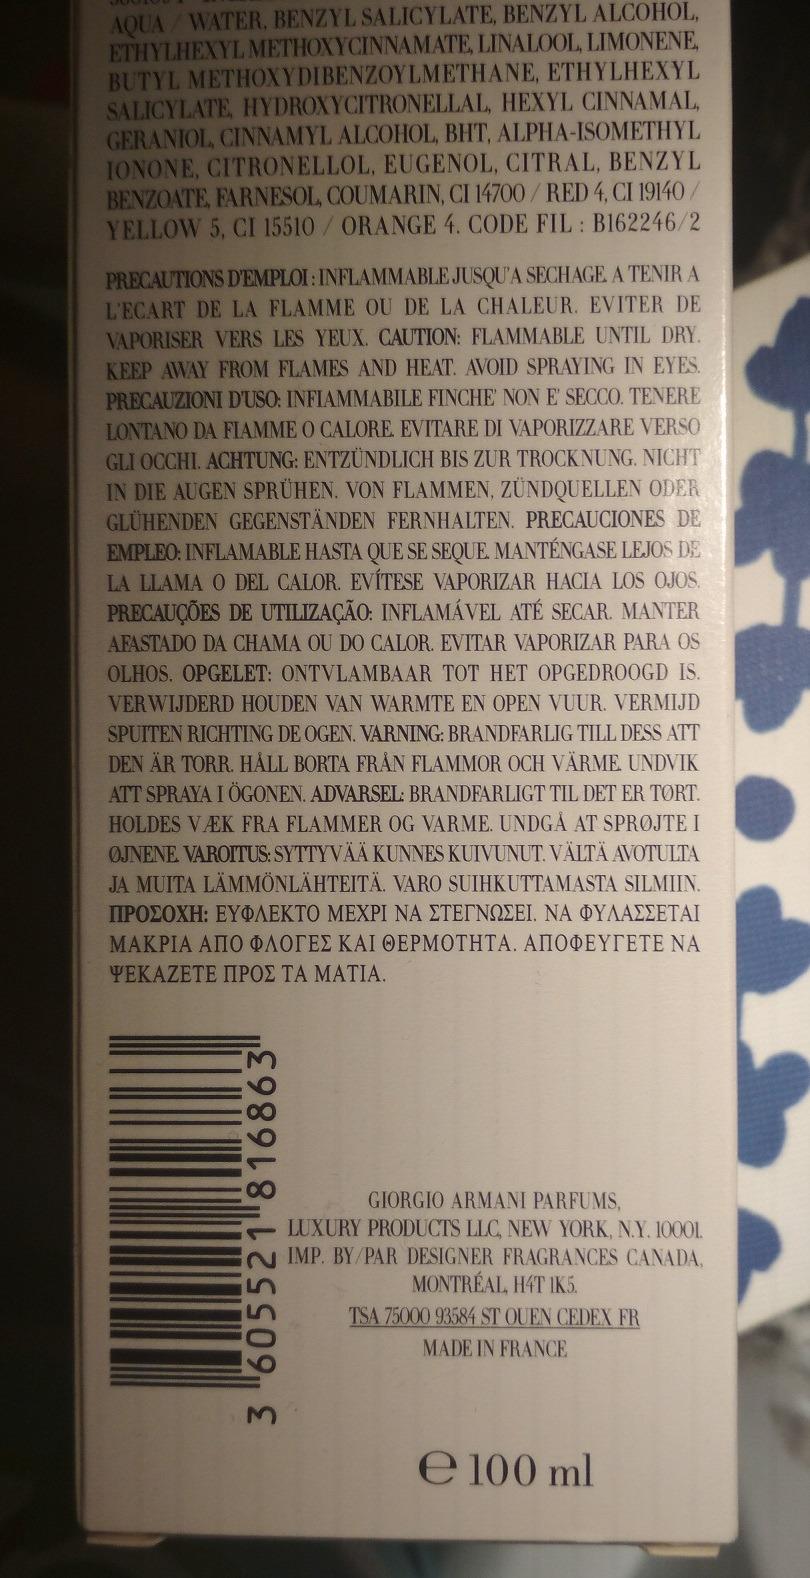 AQUA / WATER, BENZYL SALICYLATE, BENZYL ALCOHOL,
ETHYLHEXYL METHOXYCINNAMATE, LINALOOL, LIMONENE,
BUTYL METHOXYDIBENZOYLMETHANE, ETHYLHEXYL
SALICYLATE, HYDROXYCITRONELLAL, HEXYL CINNAMAL,
GERANIOL, CINNAMYL ALCOHOL, BHT, ALPHA-ISOMETHYL
IONONE, CITRONELLOL, EUGENOL, CITRAL, BENZYL
BENZOATE, FARNESOL, COUMARIN, CI 14700 / RED 4, CI 19140 /
YELLOW 5, CI 15510 / ORANGE 4. CODE FIL : B162246/2
PRECAUTIONS D'EMPLOI : INFLAMMABLE JUSQU'A SECHAGE. A TENIR A
L'ECART DE LA FLAMME OU DE LA CHALEUR. EVITER DE
VAPORISER VERS LES YEUX. CAUTION: FLAMMABLE UNTIL DRY.
KEEP AWAY FROM FLAMES AND HEAT. AVOID SPRAYING IN EYES.
PRECAUZIONI D'USO: INFIAMMABILE FINCHE' NON E' SECCO. TENERE
LONTANO DA FIAMME O CALORE. EVITARE DI VAPORIZZARE VERSO
GLI OCCHI. ACHTUNG: ENTZÜNDLICH BIS ZUR TROCKNUNG. NICHT
IN DIE AUGEN SPRÜHEN. VON FLAMMEN, ZÜNDQUELLEN ODER
GLÜHENDEN GEGENSTÄNDEN FERNHALTEN. PRECAUCIONES DE
EMPLEO: INFLAMABLE HASTA QUE SE SEQUE. MANTÉNGASE LEJOS DE
LA LLAMA O DEL CALOR. EVÍTESE VAPORIZAR HACIA LOS OJOS.
PRECAUÇÕES DE UTILIZAÇÃO: INFLAMÁVEL ATÉ SECAR. MANTER
AFASTADO DA CHAMA OU DO CALOR. EVITAR VAPORIZAR PARA OS
OLHOS. OPGELET: ONTVLAMBAAR TOT HET OPGEDROOGD IS.
VERWIJDERD HOUDEN VAN WARMTE EN OPEN VUUR. VERMIJD
SPUITEN RICHTING DE OGEN. VARNING: BRANDFARLIG TILL DESS ATT
DEN ÄR TORR. HÅLL BORTA FRÅN FLAMMOR OCH VÄRME. UNDVIK
ATT SPRAYA I ÖGONEN. ADVARSEL: BRANDFARLIGT TIL DET ER TØRT.
HOLDES VÆK FRA FLAMMER OG VARME. UNDGÅ AT SPRØJTE I
ØJNENE. VAROITUS: SYTTYVÄÄ KUNNES KUIVUNUT. VÄLTÄ AVOTULTA
JA MUITA LÄMMÖNLÄHTEITÄ. VARO SUIHKUTTAMASTA SILMIIN.
ΠΡΟΣΟΧΗ: ΕΥΦΛΕΚΤΟ ΜΕΧΡΙ ΝΑ ΣΤΕΓΝΩΣΕΙ. ΝΑ ΦΥΛΑΣΣΕΤΑΙ
ΜΑΚΡΙΑ ΑΠΟ ΦΛΟΓΕΣ ΚΑΙ ΘΕΡΜΟΤΗΤΑ. ΑΠΟΦΕΥΓΕΤΕ ΝΑ
ΨΕΚΑΖΕΤΕ ΠΡΟΣ ΤΑ ΜΑΤΙΑ.
3 605521 816863
GIORGIO ARMANI PARFUMS,
LUXURY PRODUCTS LLC, NEW YORK, N.Y. 10001.
IMP. BY/PAR DESIGNER FRAGRANCES CANADA,
MONTRÉAL, H4T 1K5.
TSA 75000 93584 ST OUEN CEDEX FR
MADE IN FRANCE
℮ 100 ml